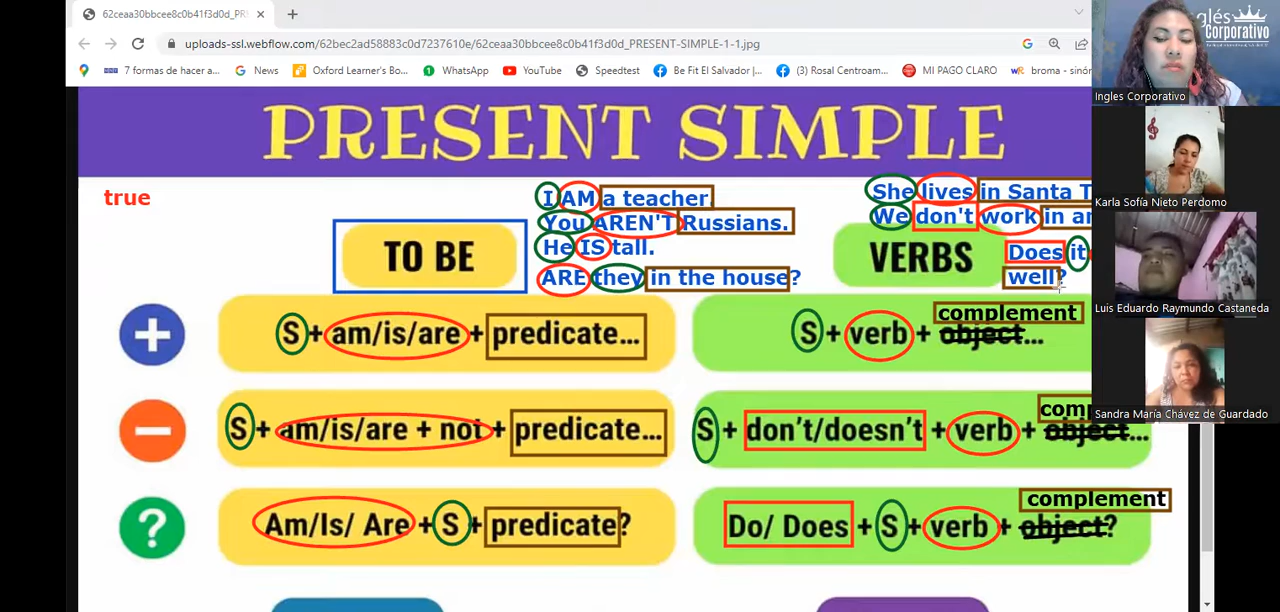 62ceaa30bbcee8c0b41f3d0d_PR
uploads-ssl.webflow.com/62bec2ad58883c0d7237610e/62ceaa30bbcee8c0b41f3d0d_PRESENT-SIMPLE-1-1.jpg
7 formas de hacer a...
News
Oxford Learner's Bo...
WhatsApp
YouTube
Speedtest
Be Fit El Salvador |...
(3) Rosal Centroam...
MI PAGO CLARO
broma - sinón
PRESENT SIMPLE
true
I AM a teacher.
You AREN'T Russians.
He IS tall.
ARE they in the house?
She lives in Santa T
We don't work in a
Does it
well?
TO BE
VERBS
S + am/is/are + predicate...
complement
S + verb + object...
S + am/is/are + not + predicate...
comp
S + don't/doesn't + verb + object...
Am/Is/ Are + S + predicate?
complement
Do/ Does + S + verb + object?
Inglés
Corporativo
Ingles Corporativo
Karla Sofía Nieto Perdomo
Luis Eduardo Raymundo Castaneda
Sandra María Chávez de Guardado